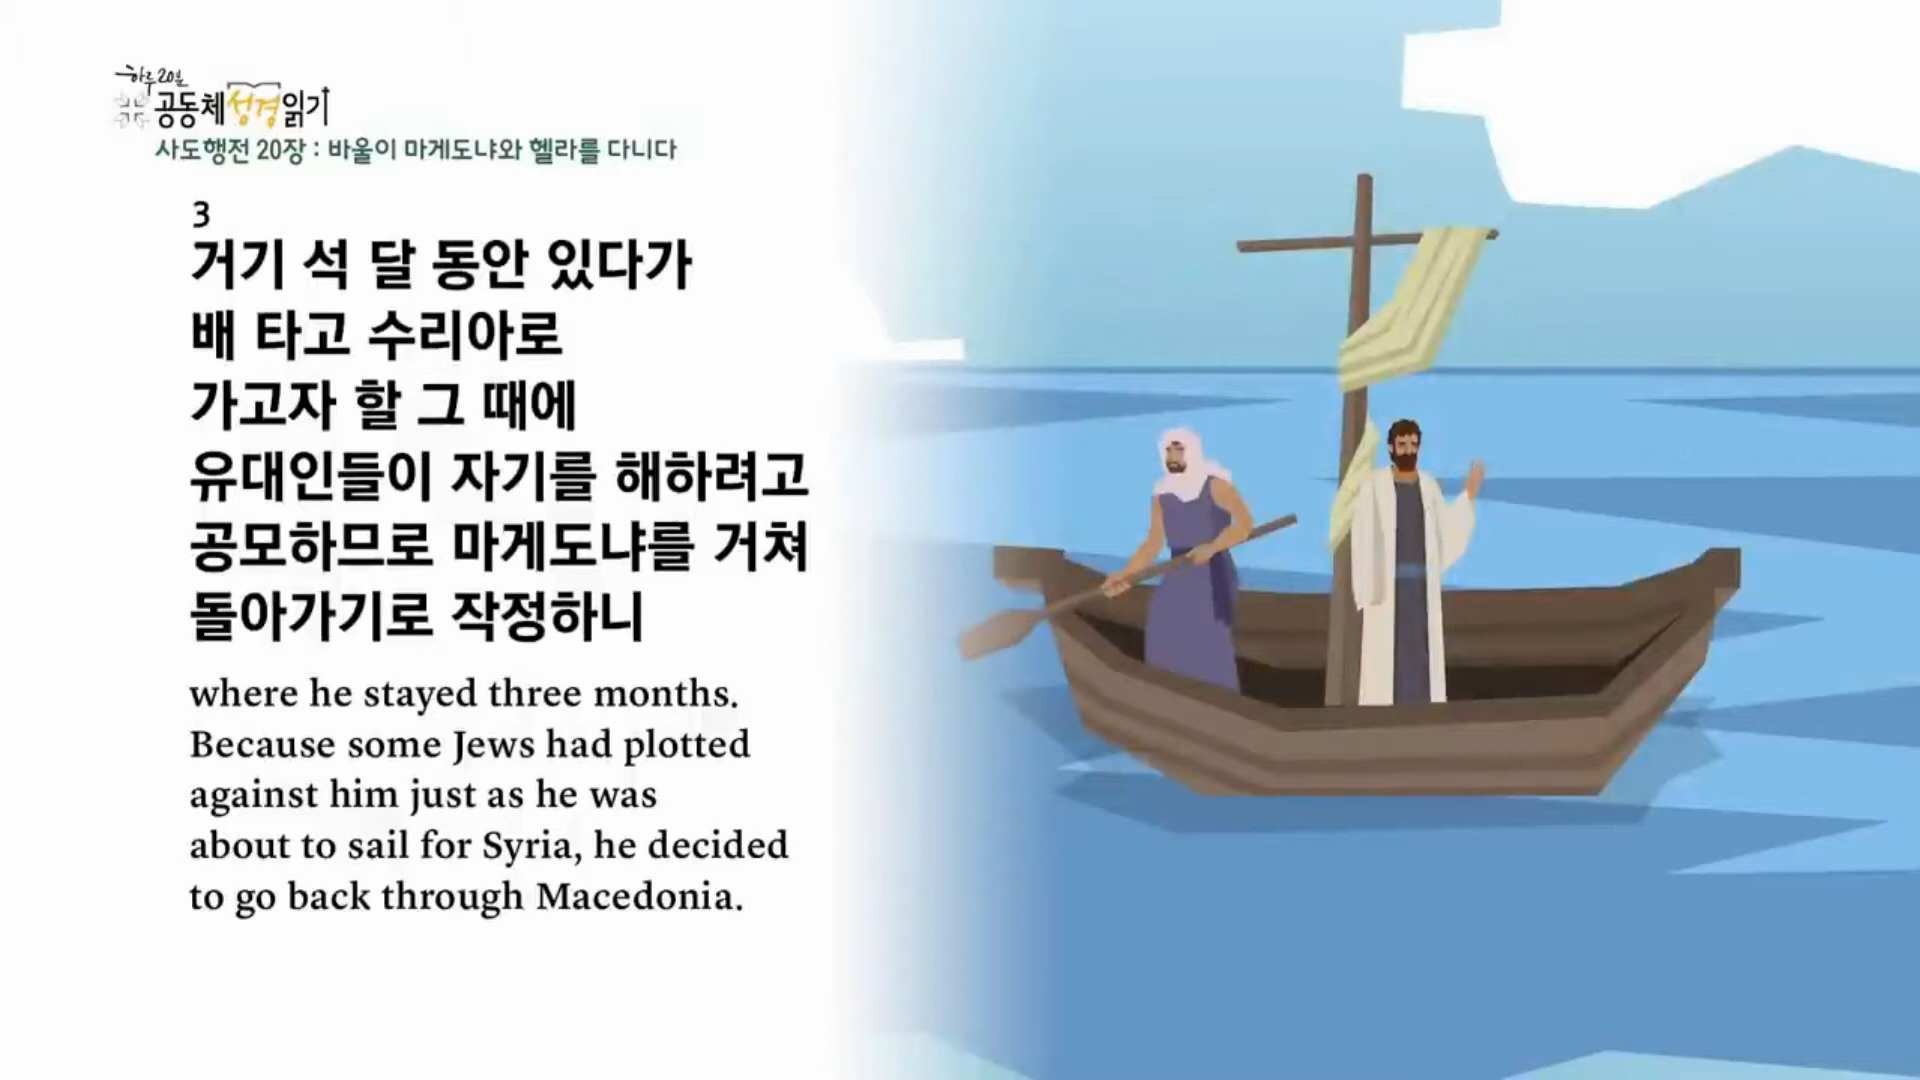 하루20분
공동체성경읽기
사도행전 20장 : 바울이 마게도냐와 헬라를 다니다
3
거기 석 달 동안 있다가
배 타고 수리아로
가고자 할 그 때에
유대인들이 자기를 해하려고
공모하므로 마게도냐를 거쳐
돌아가기로 작정하니
where he stayed three months.
Because some Jews had plotted
against him just as he was
about to sail for Syria, he decided
to go back through Macedonia.